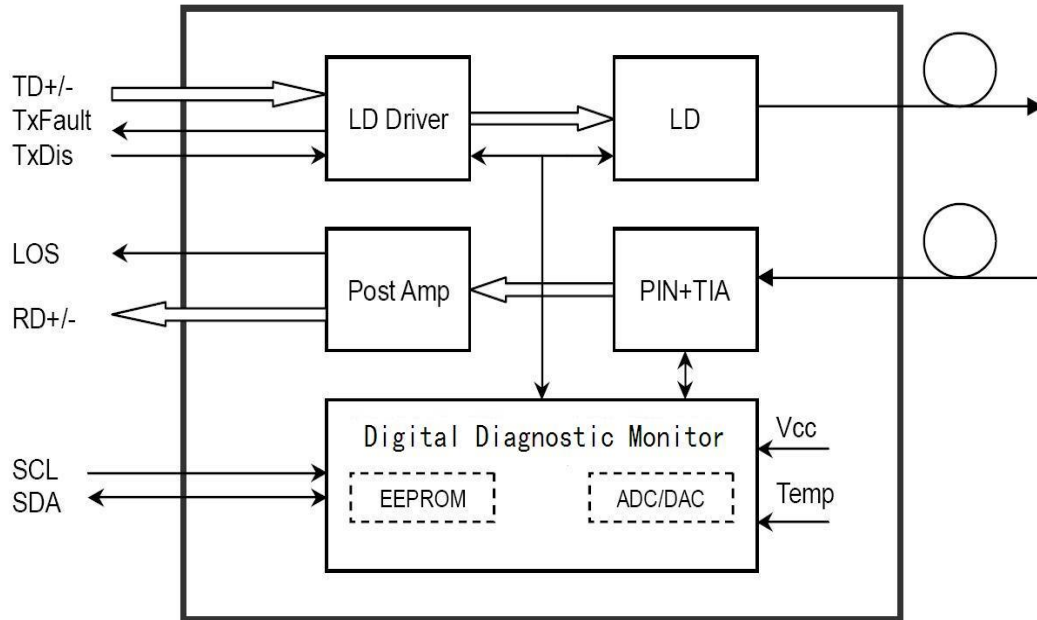 TD+/-
TxFault
TxDis
LD Driver
LD
LOS
RD+/-
Post Amp
PIN+TIA
Digital Diagnostic Monitor
Vcc
SCL
SDA
EEPROM
ADC/DAC
Temp